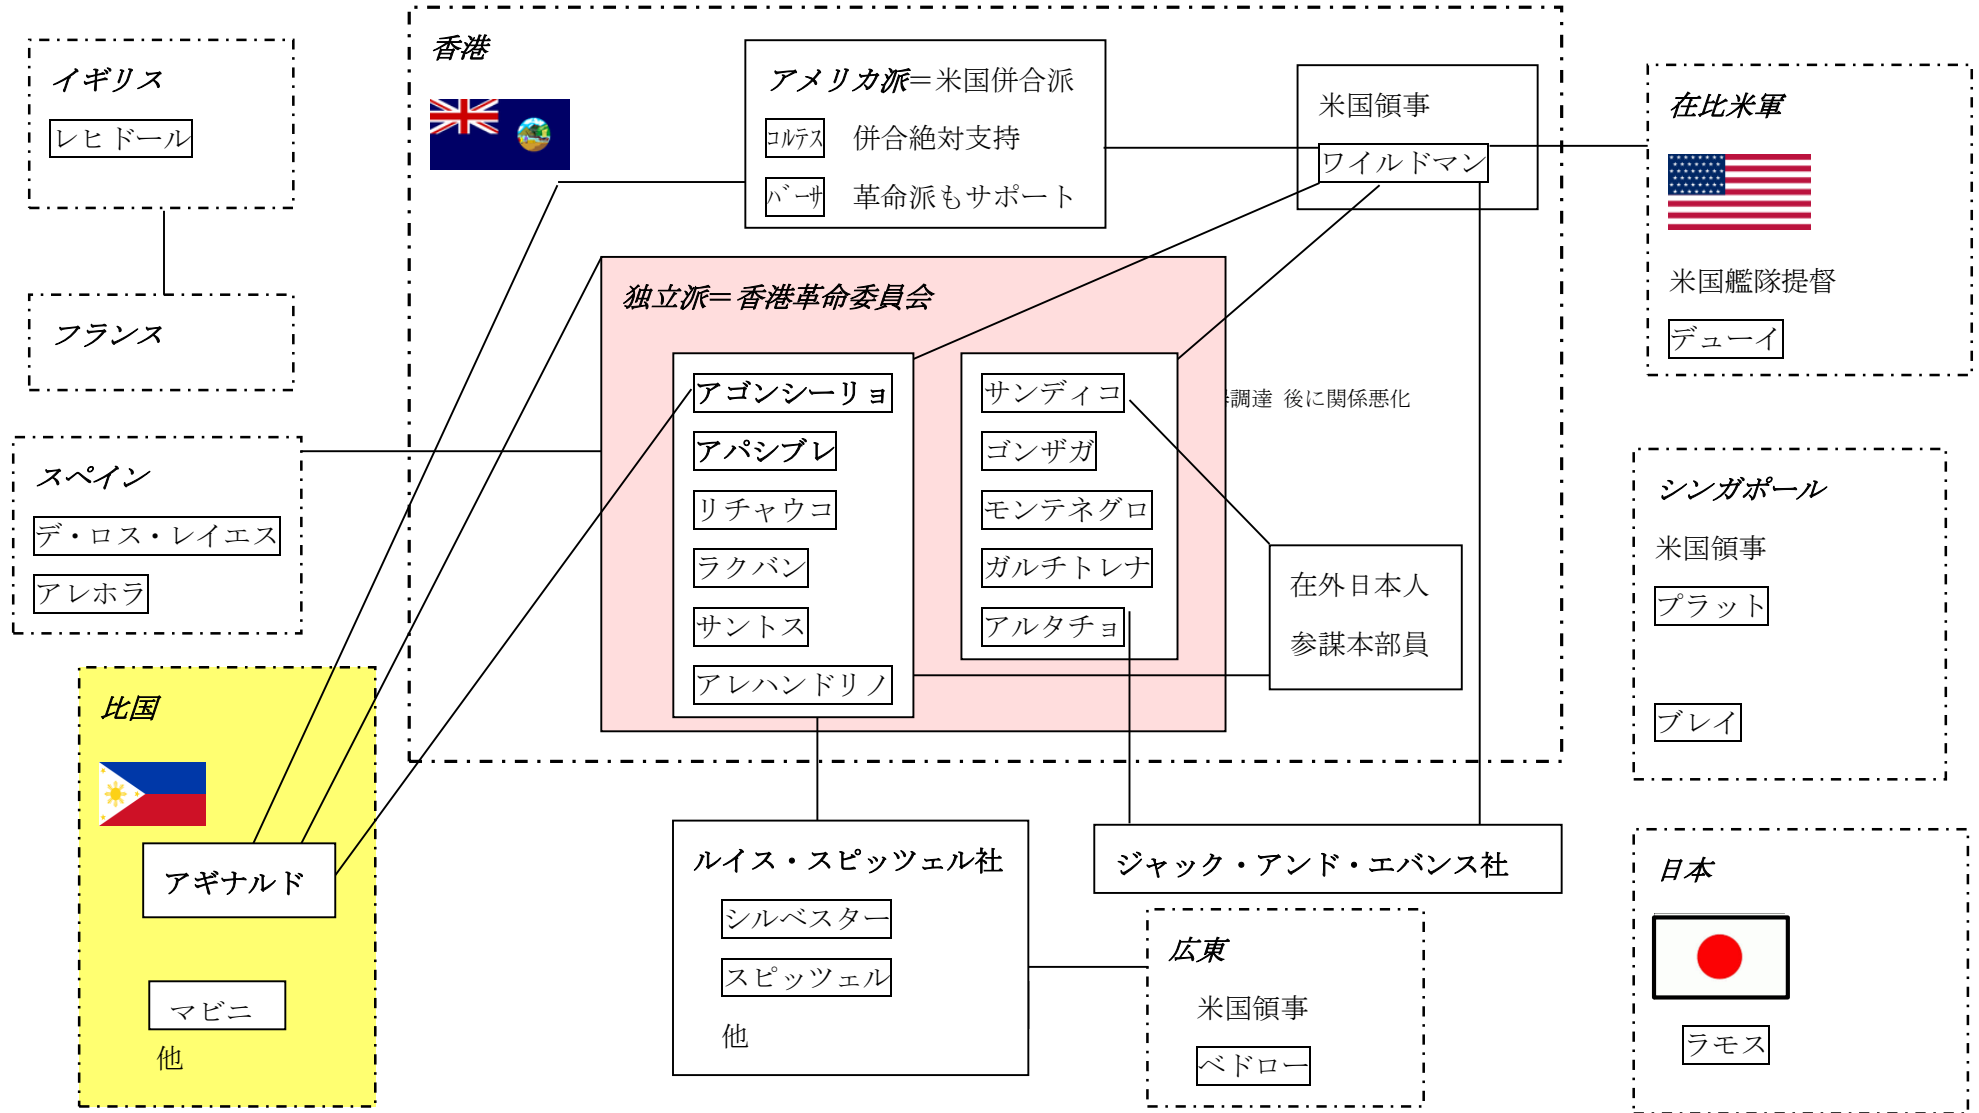 香港
イギリス
レヒドール
フランス
アメリカ派＝米国併合派
コルテス 併合絶対支持
バーサ 革命派もサポート
米国領事
ワイルドマン
在比米軍
米国艦隊提督
デューイ
独立派＝香港革命委員会
アゴンシーリョ
アパシブレ
リチャウコ
ラクバン
サントス
アレハンドリノ
サンディコ
ゴンザガ
モンテネグロ
ガルチトレナ
アルタチョ
調達 後に関係悪化
在外日本人
参謀本部員
スペイン
デ・ロス・レイエス
アレホラ
シンガポール
米国領事
プラット
ブレイ
比国
アギナルド
マビニ
他
ルイス・スピッツェル社
シルベスター
スピッツェル
他
ジャック・アンド・エバンス社
広東
米国領事
ベドロー
日本
ラモス